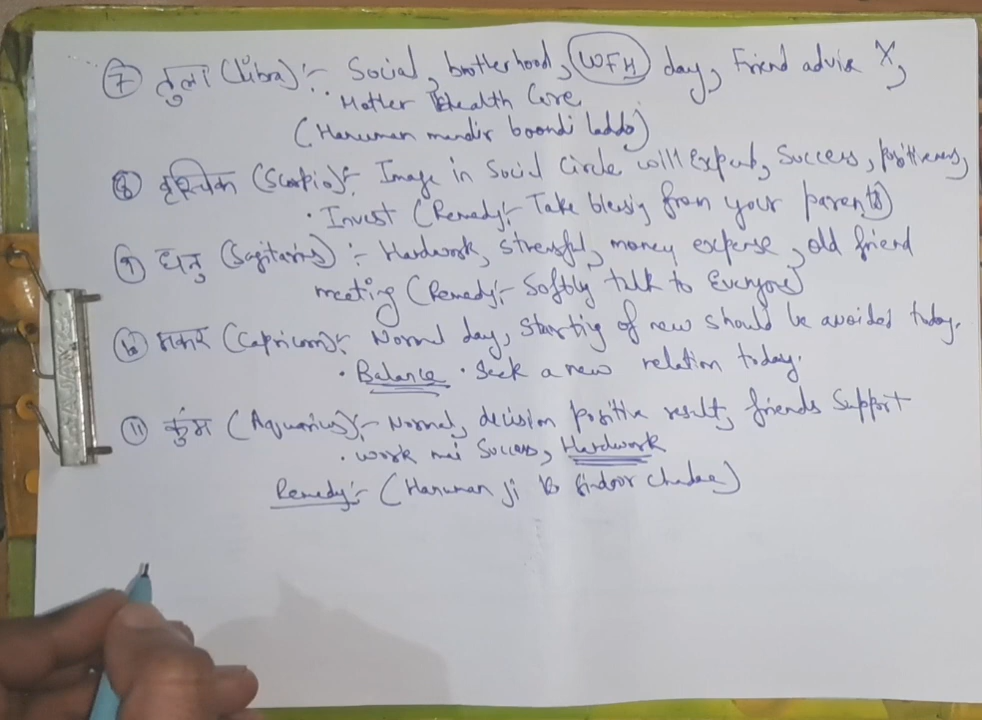 ⑦ तुला (Libra):- Social, brotherhood, WFH day, Friend advice X,
Mother Health Care,
(Hanuman mandir boondi laddo)
⑧ वृश्चिक (Scorpio):- Image in Social Circle will Expand, Success, positiveness,
• Invest (Remedy:- Take blessing from your parents)
⑨ धनु (Sagitarius):- Hardwork, stressful, money expense, old friend
meeting (Remedy:- Softly talk to Everyone)
⑩ मकर (Capricorn):- Normal day, Starting of new should be avoided today.
• Balance • Seek a new relation today.
⑪ कुंभ (Aquarius):- Normal, decision positive result, friends Support
• work mei Success, Hardwork
Remedy:- (Hanuman ji ko Sindoor Chadae)
AJAY